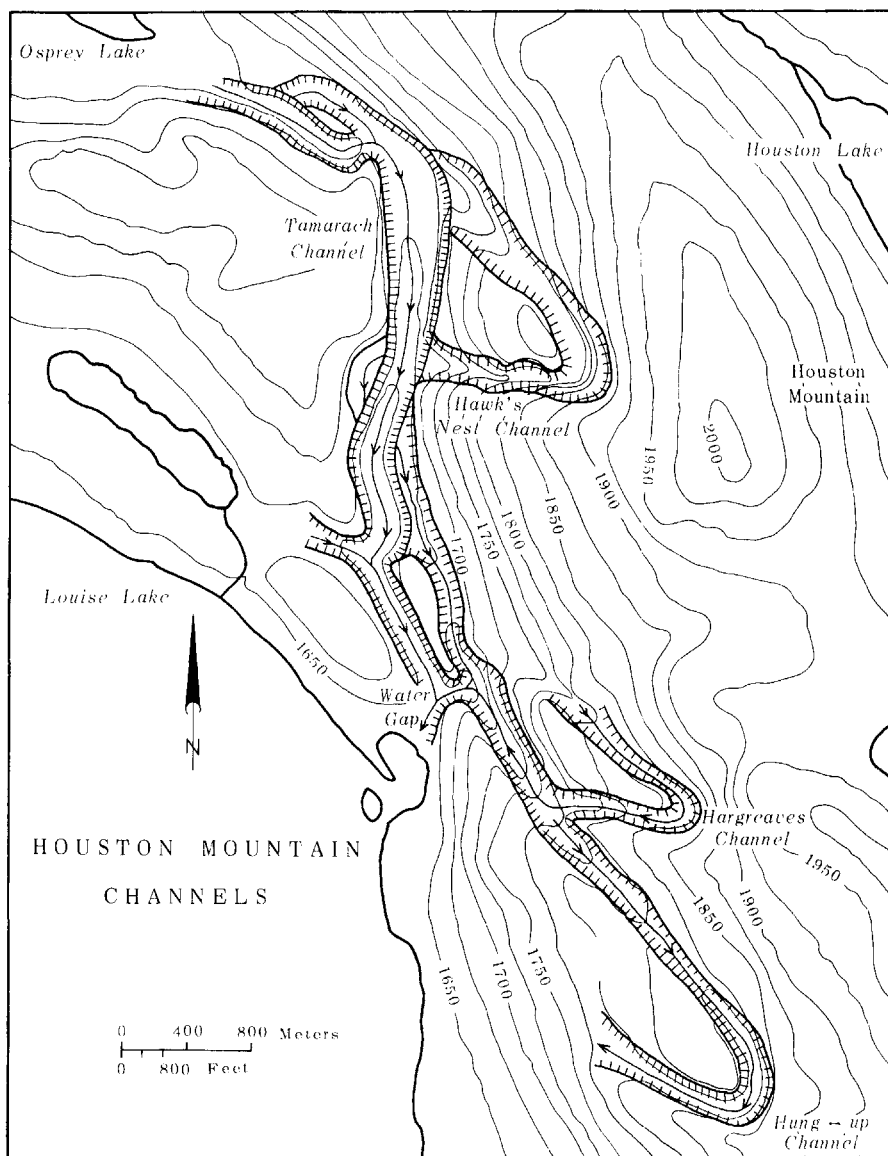 Osprey Lake
Houston Lake
Tamarach
Channel
Houston
Mountain
Hawk's
Nest Channel
2000
1950
1900
1850
1800
1750
1700
Louise Lake
1650
Water
Gap
N
Hargreaves
Channel
HOUSTON MOUNTAIN
CHANNELS
1950
1900
1850
1750
1700
1650
0 400 800 Meters
0 800 Feet
Hung-up
Channel